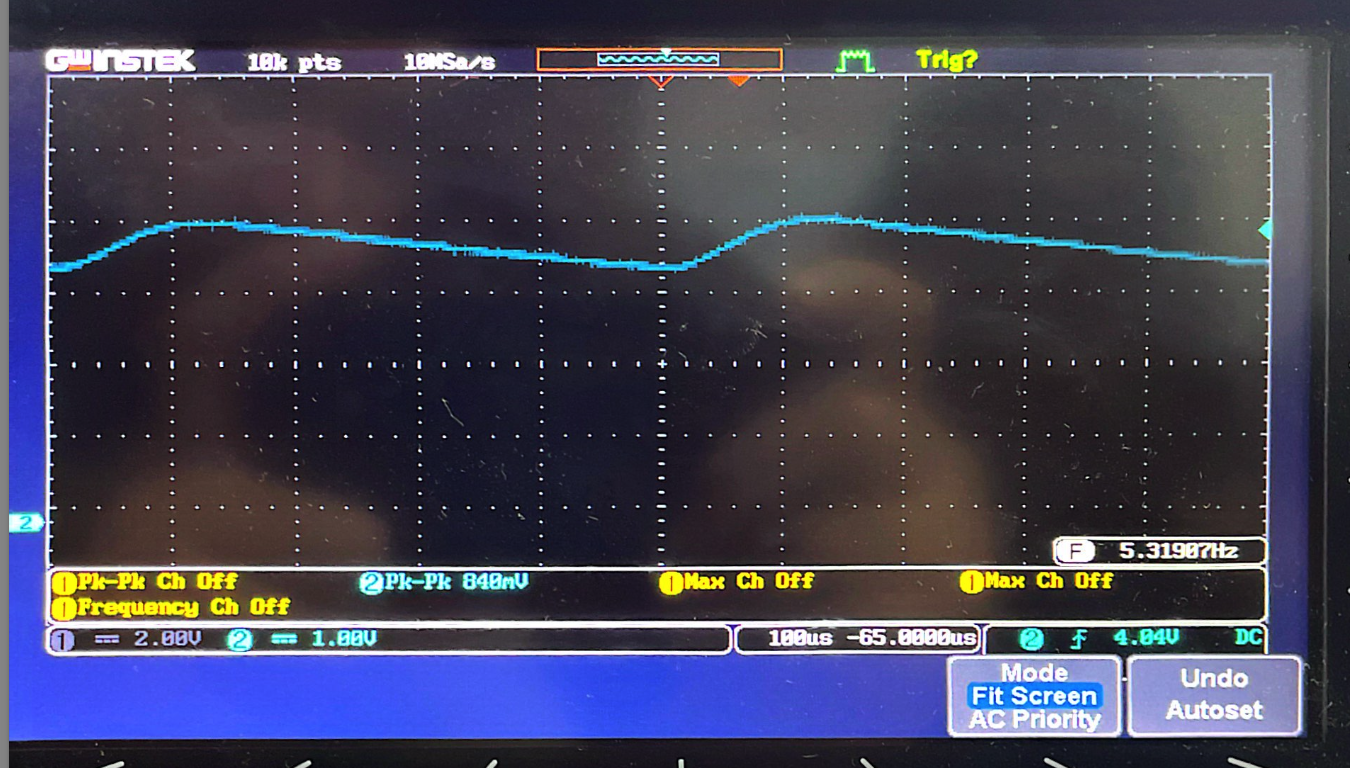 GWINSTEK 10k pts 10MSa/s Trig?
2
F 5.31907Hz
1 Pk-Pk Ch Off 2 Pk-Pk 840mV 1 Max Ch Off 1 Max Ch Off
1 Frequency Ch Off
1 2.00V 2 1.00V 100us -65.0000us 2 4.04V DC
Mode
Fit Screen
AC Priority
Undo
Autoset